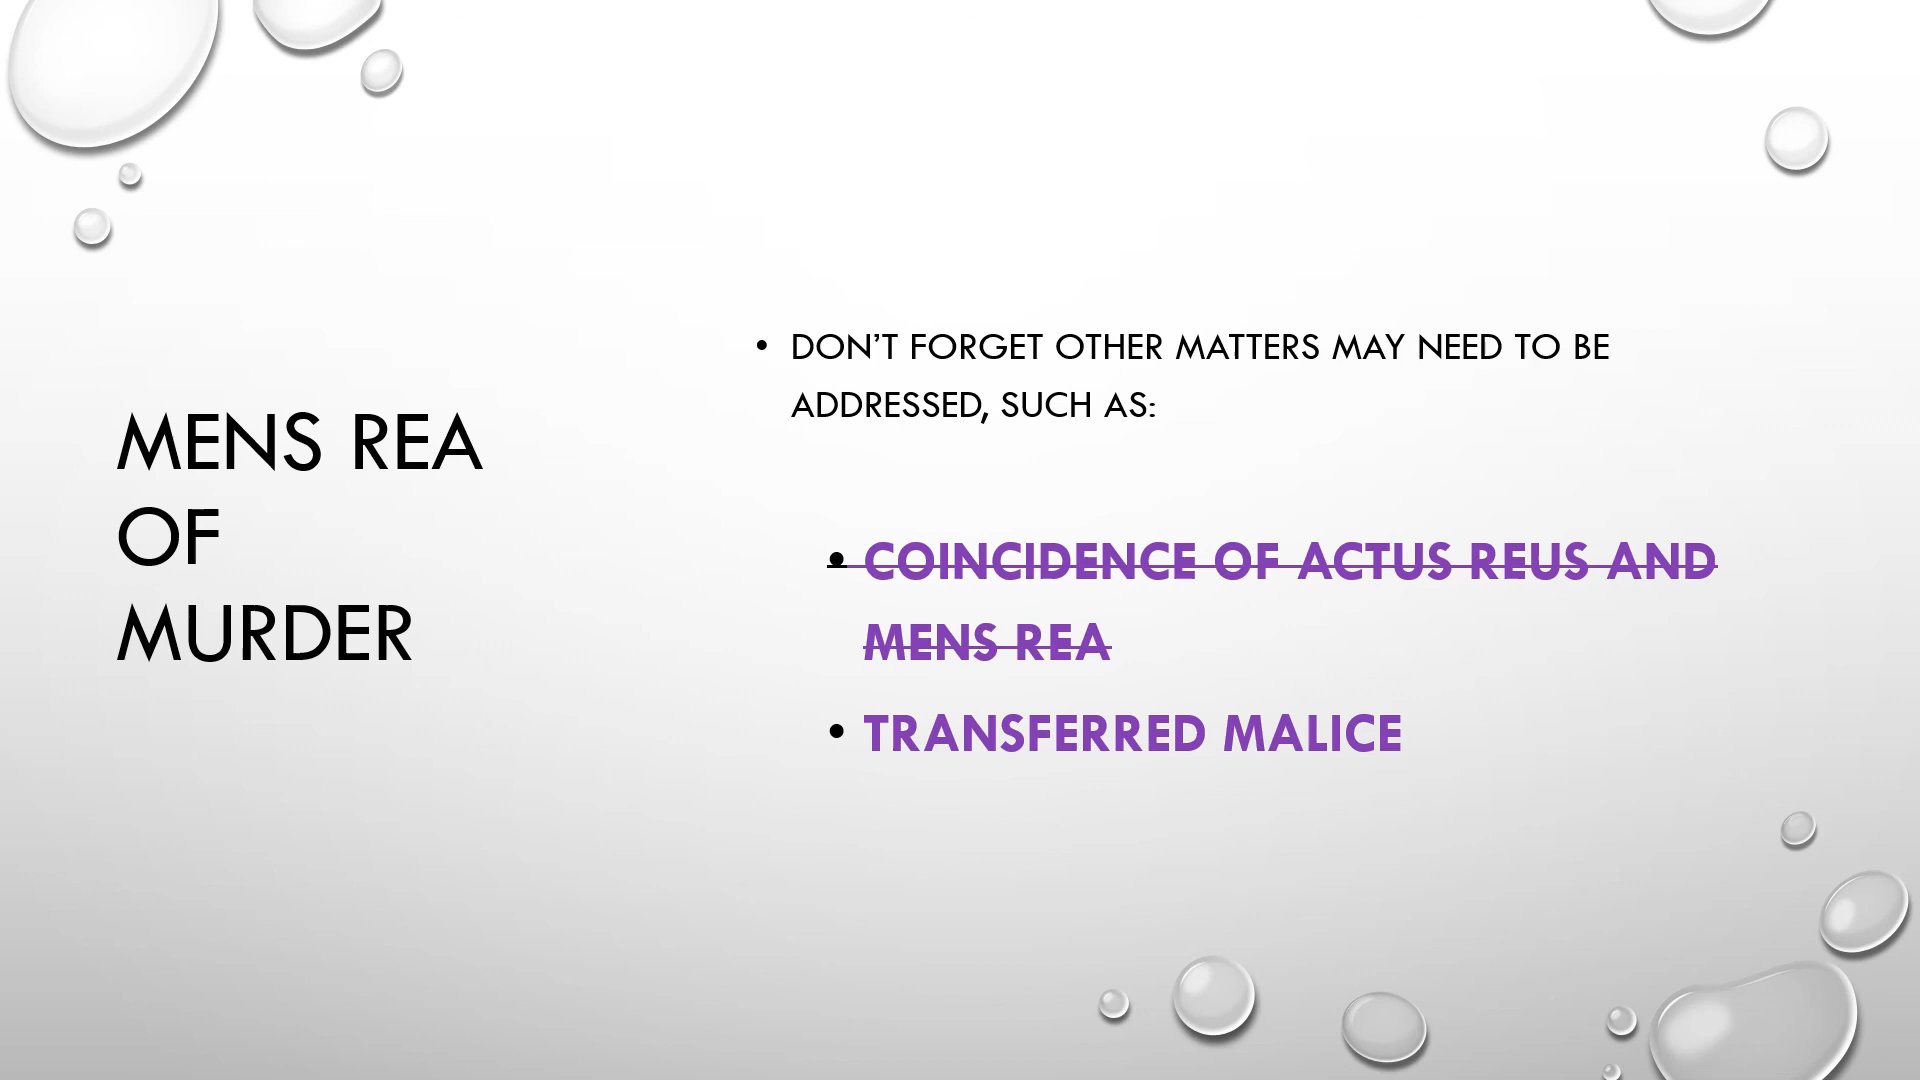 MENS REA
OF
MURDER
• DON’T FORGET OTHER MATTERS MAY NEED TO BE
ADDRESSED, SUCH AS:
• COINCIDENCE OF ACTUS REUS AND
MENS REA
• TRANSFERRED MALICE